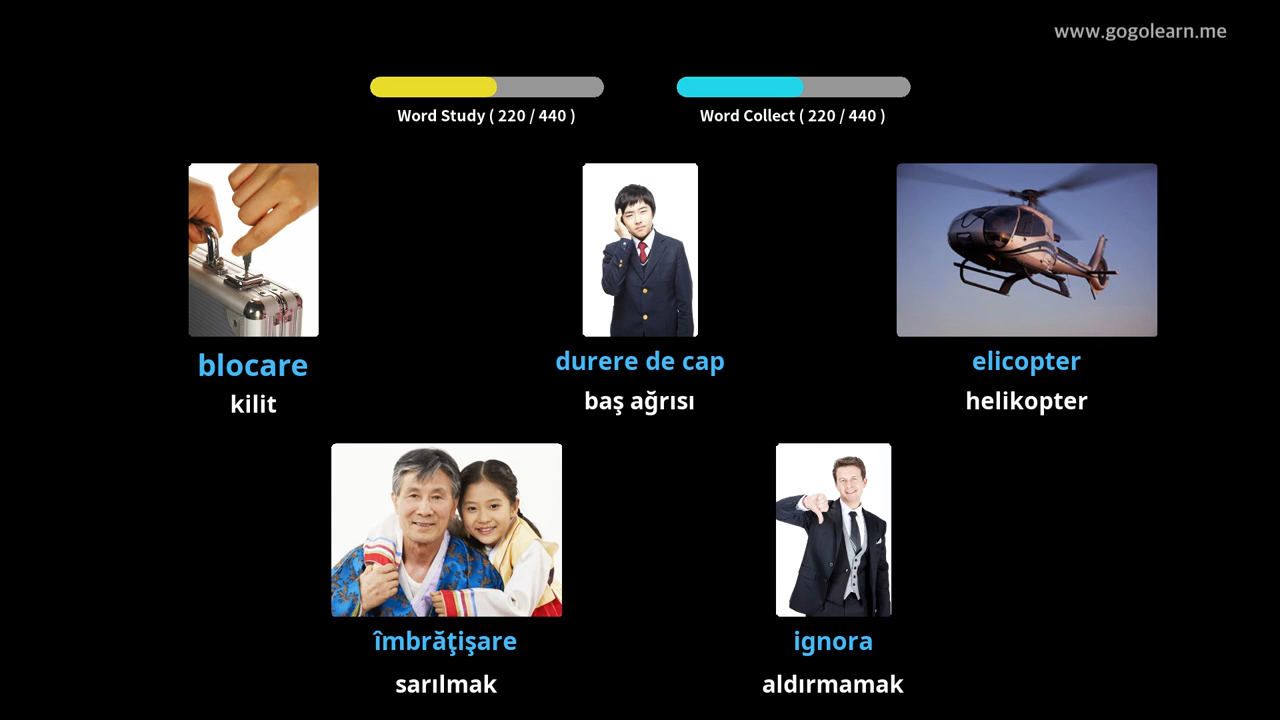 www.gogolearn.me
Word Study ( 220 / 440 )
Word Collect ( 220 / 440 )
blocare
kilit
durere de cap
baş ağrısı
elicopter
helikopter
îmbrăţişare
sarılmak
ignora
aldırmamak